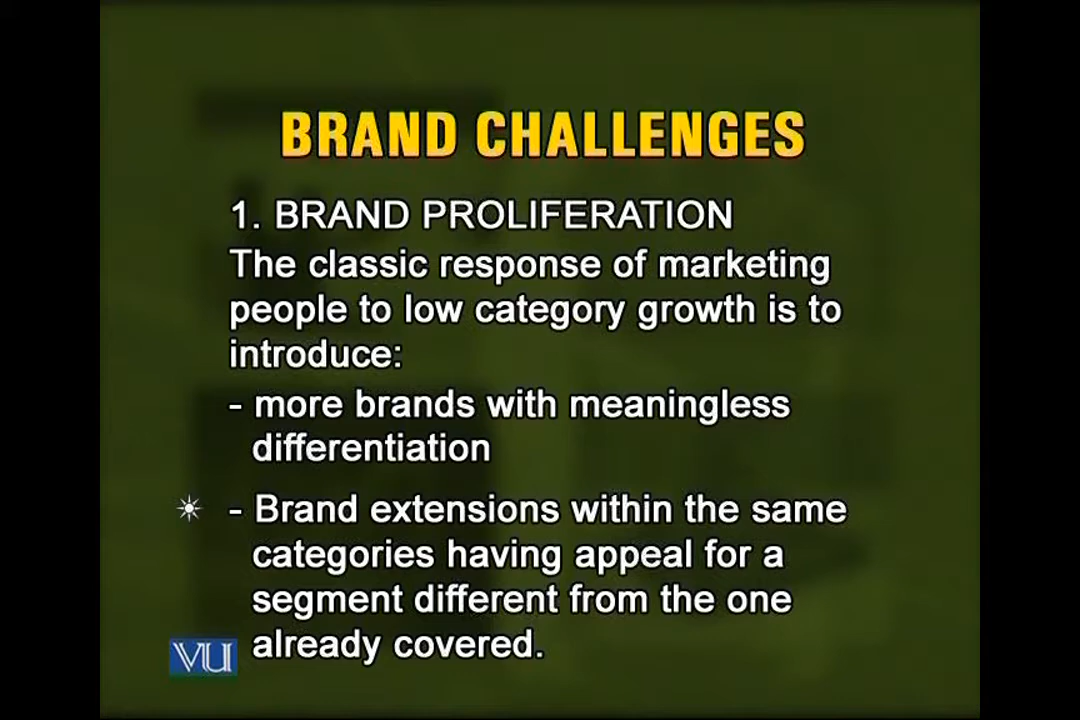 BRAND CHALLENGES
1. BRAND PROLIFERATION
The classic response of marketing
people to low category growth is to
introduce:
- more brands with meaningless
differentiation
- Brand extensions within the same
categories having appeal for a
segment different from the one
already covered.
VU